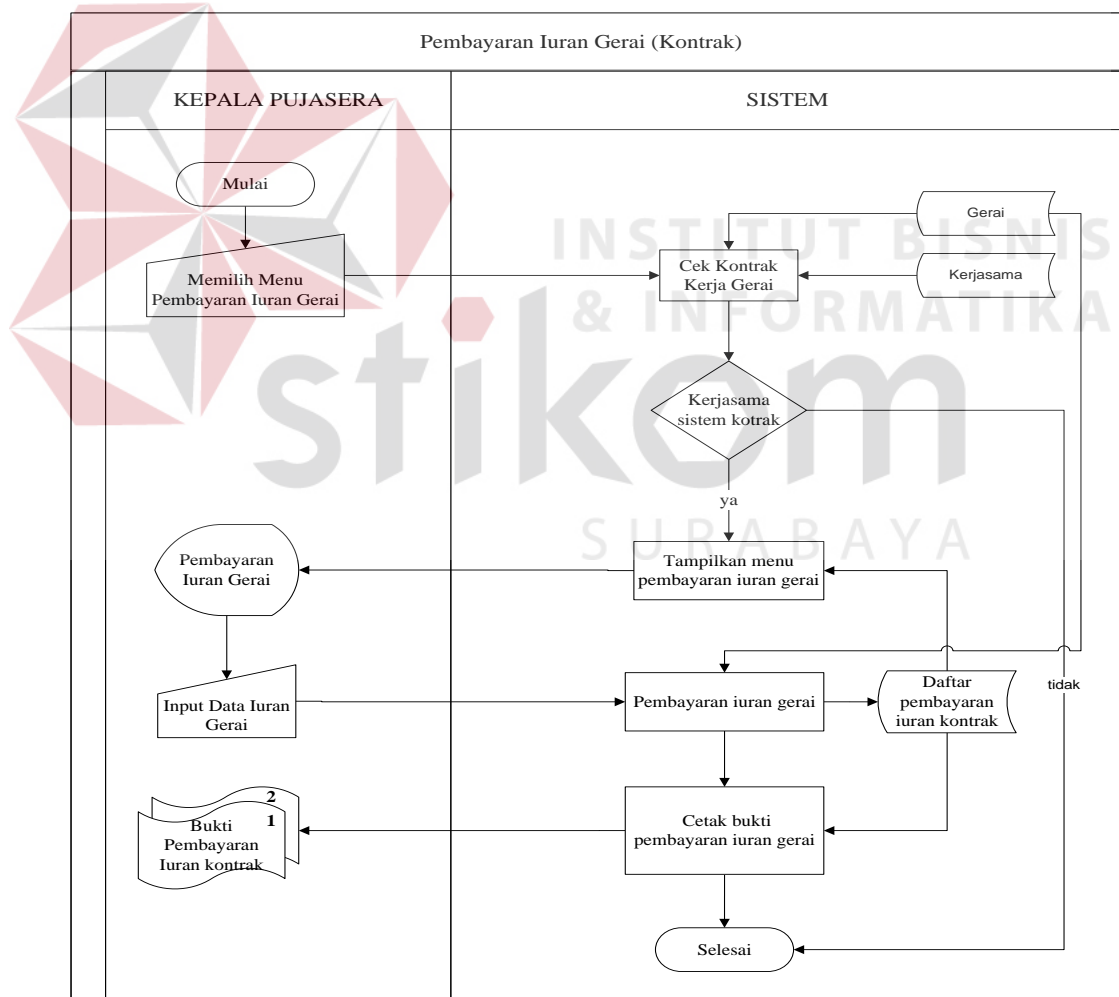 Pembayaran Iuran Gerai (Kontrak)
KEPALA PUJASERA
SISTEM
Mulai
Gerai
INSTITUT BISNIS
Memilih Menu
Pembayaran Iuran Gerai
Cek Kontrak
Kerja Gerai
Kerjasama
& INFORMATIKA
stikom
Kerjasama
sistem kotrak
ya
SURABAYA
Pembayaran
Iuran Gerai
Tampilkan menu
pembayaran iuran gerai
tidak
Input Data Iuran
Gerai
Pembayaran iuran gerai
Daftar
pembayaran
iuran kontrak
2
1
Bukti
Pembayaran
Iuran kontrak
Cetak bukti
pembayaran iuran gerai
Selesai